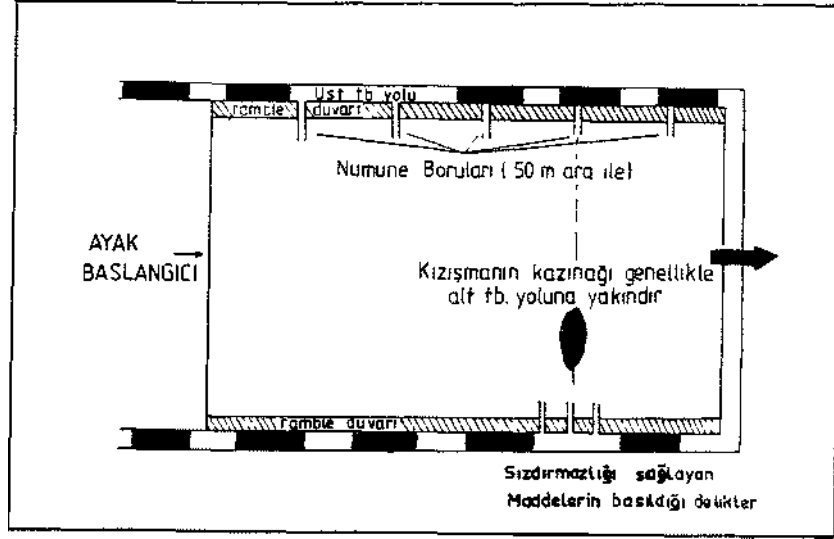 Üst tb yolu
ramble duvarı
Numune Boruları ( 50 m ara ile)
AYAK
BASLANGICI
Kızışmanın kazınağı genellikle
alt tb. yoluna yakındır
ramble duvarı
Sızdırmazlığı sağlayan
Maddelerin basıldığı delikter